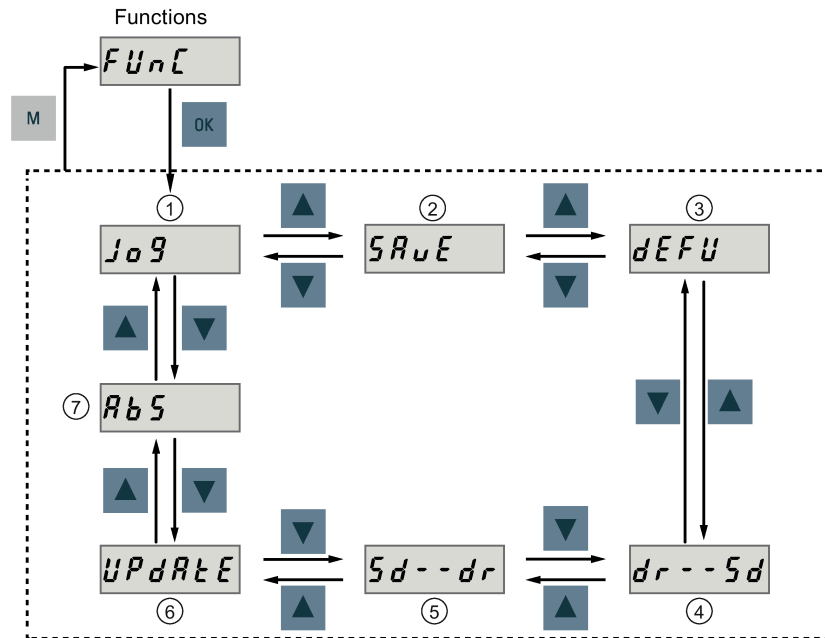 Functions
FUnC
M
OK
1
2
3
JoG
SAvE
dEFU
7
AbS
UPdAtE
Sd--dr
dr--Sd
6
5
4